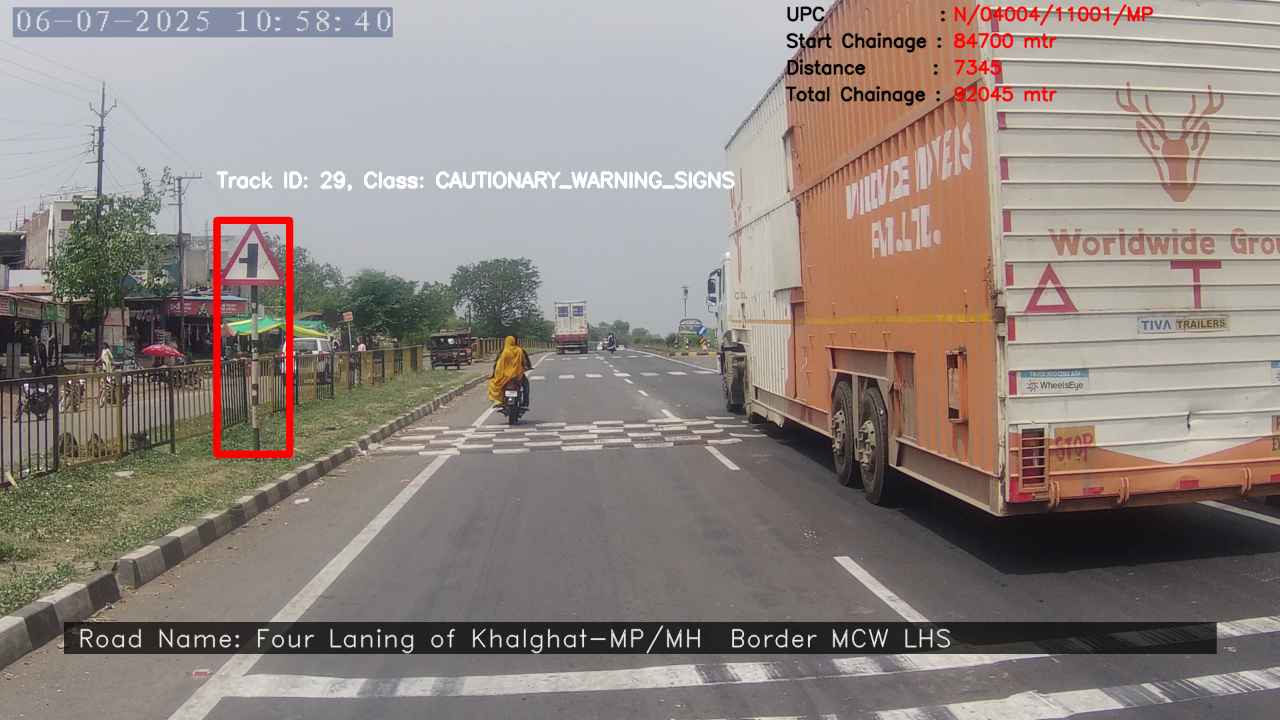 06-07-2025 10:58:40
UPC : N/04004/11001/MP
Start Chainage : 84700 mtr
Distance : 7345
Total Chainage : 92045 mtr
Track ID: 29, Class: CAUTIONARY_WARNING_SIGNS
PVT.LTD.
Worldwide Grou
TIVA TRAILERS
WheelsEye
STOP
Road Name: Four Laning of Khalghat-MP/MH Border MCW LHS